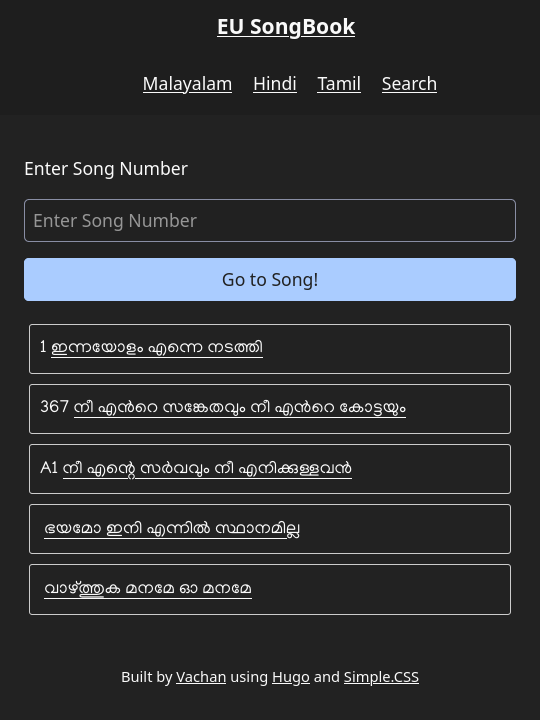 EU SongBook
Malayalam Hindi Tamil Search
Enter Song Number
Enter Song Number
Go to Song!
1 ഇന്നയോളം എന്നെ നടത്തി
367 നീ എൻറെ സങ്കേതവും നീ എൻറെ കോട്ടയും
A1 നീ എന്റെ സർവവും നീ എനിക്കുള്ളവൻ
ഭയമോ ഇനി എന്നിൽ സ്ഥാനമില്ല
വാഴ്ത്തുക മനമേ ഓ മനമേ
Built by Vachan using Hugo and Simple.CSS